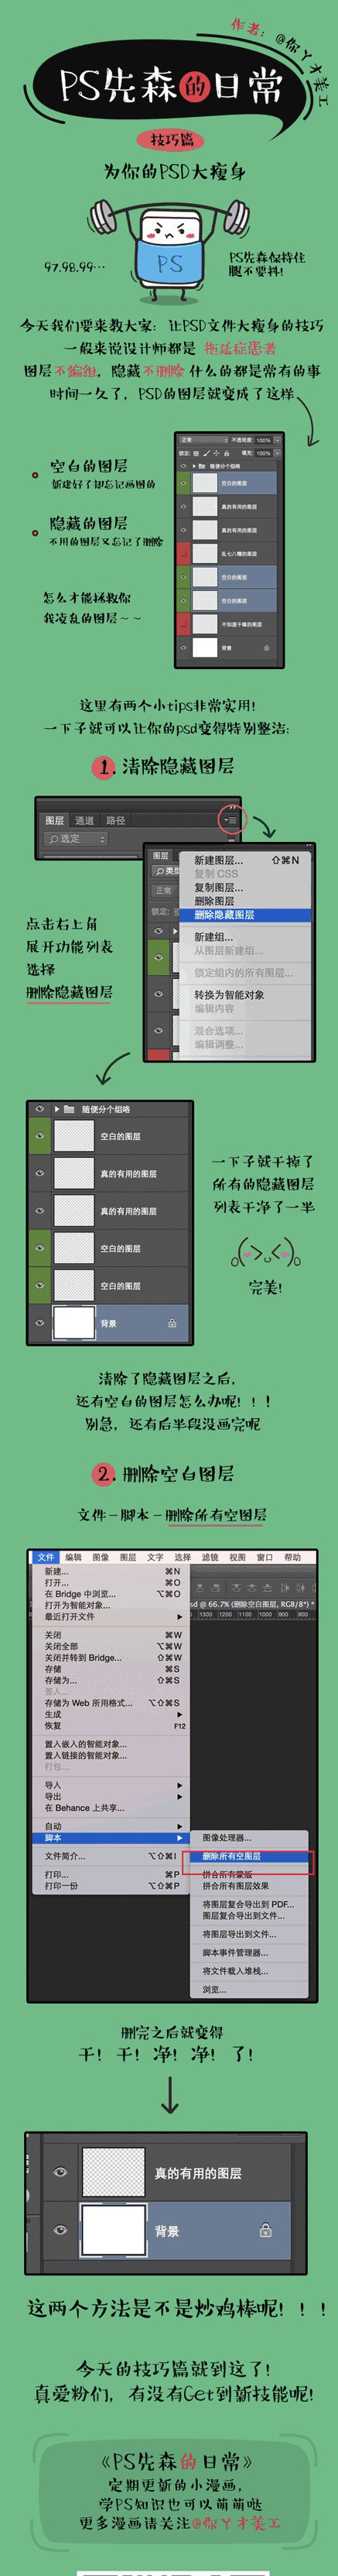 作者：@你丫才美工
PS先森的日常
技巧篇
为你的PSD大瘦身
97.98.99…
PS先森保持住
腿不要抖！
PS
今天我们要来教大家：让PSD文件大瘦身的技巧
一般来说设计师都是 拖延症患者
图层不编组，隐藏不删除 什么的都是常有的事
时间一久了，PSD的图层就变成了这样
空白的图层
新建好了却忘记画图的
隐藏的图层
不用的图层又忘记了删除
怎么才能拯救你
我凌乱的图层~~
正常 不透明度： 100%
锁定： 填充： 100%
随便分个组咯
空白的图层
真的有用的图层
真的有用的图层
乱七八糟的图层
空白的图层
空白的图层
不知道干嘛的图层
背景
这里有两个小tips非常实用！
一下子就可以让你的psd变得特别整洁：
1. 清除隐藏图层
图层 通道 路径
选定
点击右上角
展开功能列表
选择
删除隐藏图层
图层
类型
正常
锁定:
新建图层... ⇧⌘N
复制 CSS
复制图层...
删除图层
删除隐藏图层
新建组...
从图层新建组...
锁定组内的所有图层...
转换为智能对象
编辑内容
混合选项...
编辑调整...
随便分个组咯
空白的图层
真的有用的图层
真的有用的图层
空白的图层
空白的图层
背景
一下子就干掉了
所有的隐藏图层
列表干净了一半
完美！
清除了隐藏图层之后，
还有空白的图层怎么办呢！！！
别急，还有后半段没画完呢
2. 删除空白图层
文件－脚本－删除所有空图层
文件 编辑 图像 图层 文字 选择 滤镜 视图 窗口 帮助
新建... ⌘N
打开... ⌘O
在 Bridge 中浏览... ⌥⌘O
打开为智能对象...
最近打开文件
关闭 ⌘W
关闭全部 ⌥⌘W
关闭并转到 Bridge... ⇧⌘W
存储 ⌘S
存储为... ⇧⌘S
签入...
存储为 Web 所用格式... ⌥⇧⌘S
生成
恢复 F12
置入嵌入的智能对象...
置入链接的智能对象...
打包...
导入
导出
在 Behance 上共享...
自动
脚本
文件简介... ⌥⇧⌘I
打印... ⌘P
打印一份 ⌥⇧⌘P
sd @ 66.7% (删除空白图层, RGB/8*) *
1300 1200 1100 1000 900 800
图像处理器...
删除所有空图层
拼合所有蒙版
拼合所有图层效果
将图层复合导出到 PDF...
图层复合导出到文件...
将图层导出到文件...
脚本事件管理器...
将文件载入堆栈...
浏览...
删完之后就变得
干！干！净！净！了！
真的有用的图层
背景
这两个方法是不是炒鸡棒呢！！！
今天的技巧篇就到这了！
真爱粉们，有没有Get到新技能呢！
《PS先森的日常》
定期更新的小漫画，
学PS知识也可以萌萌哒
更多漫画请关注@你丫才美工